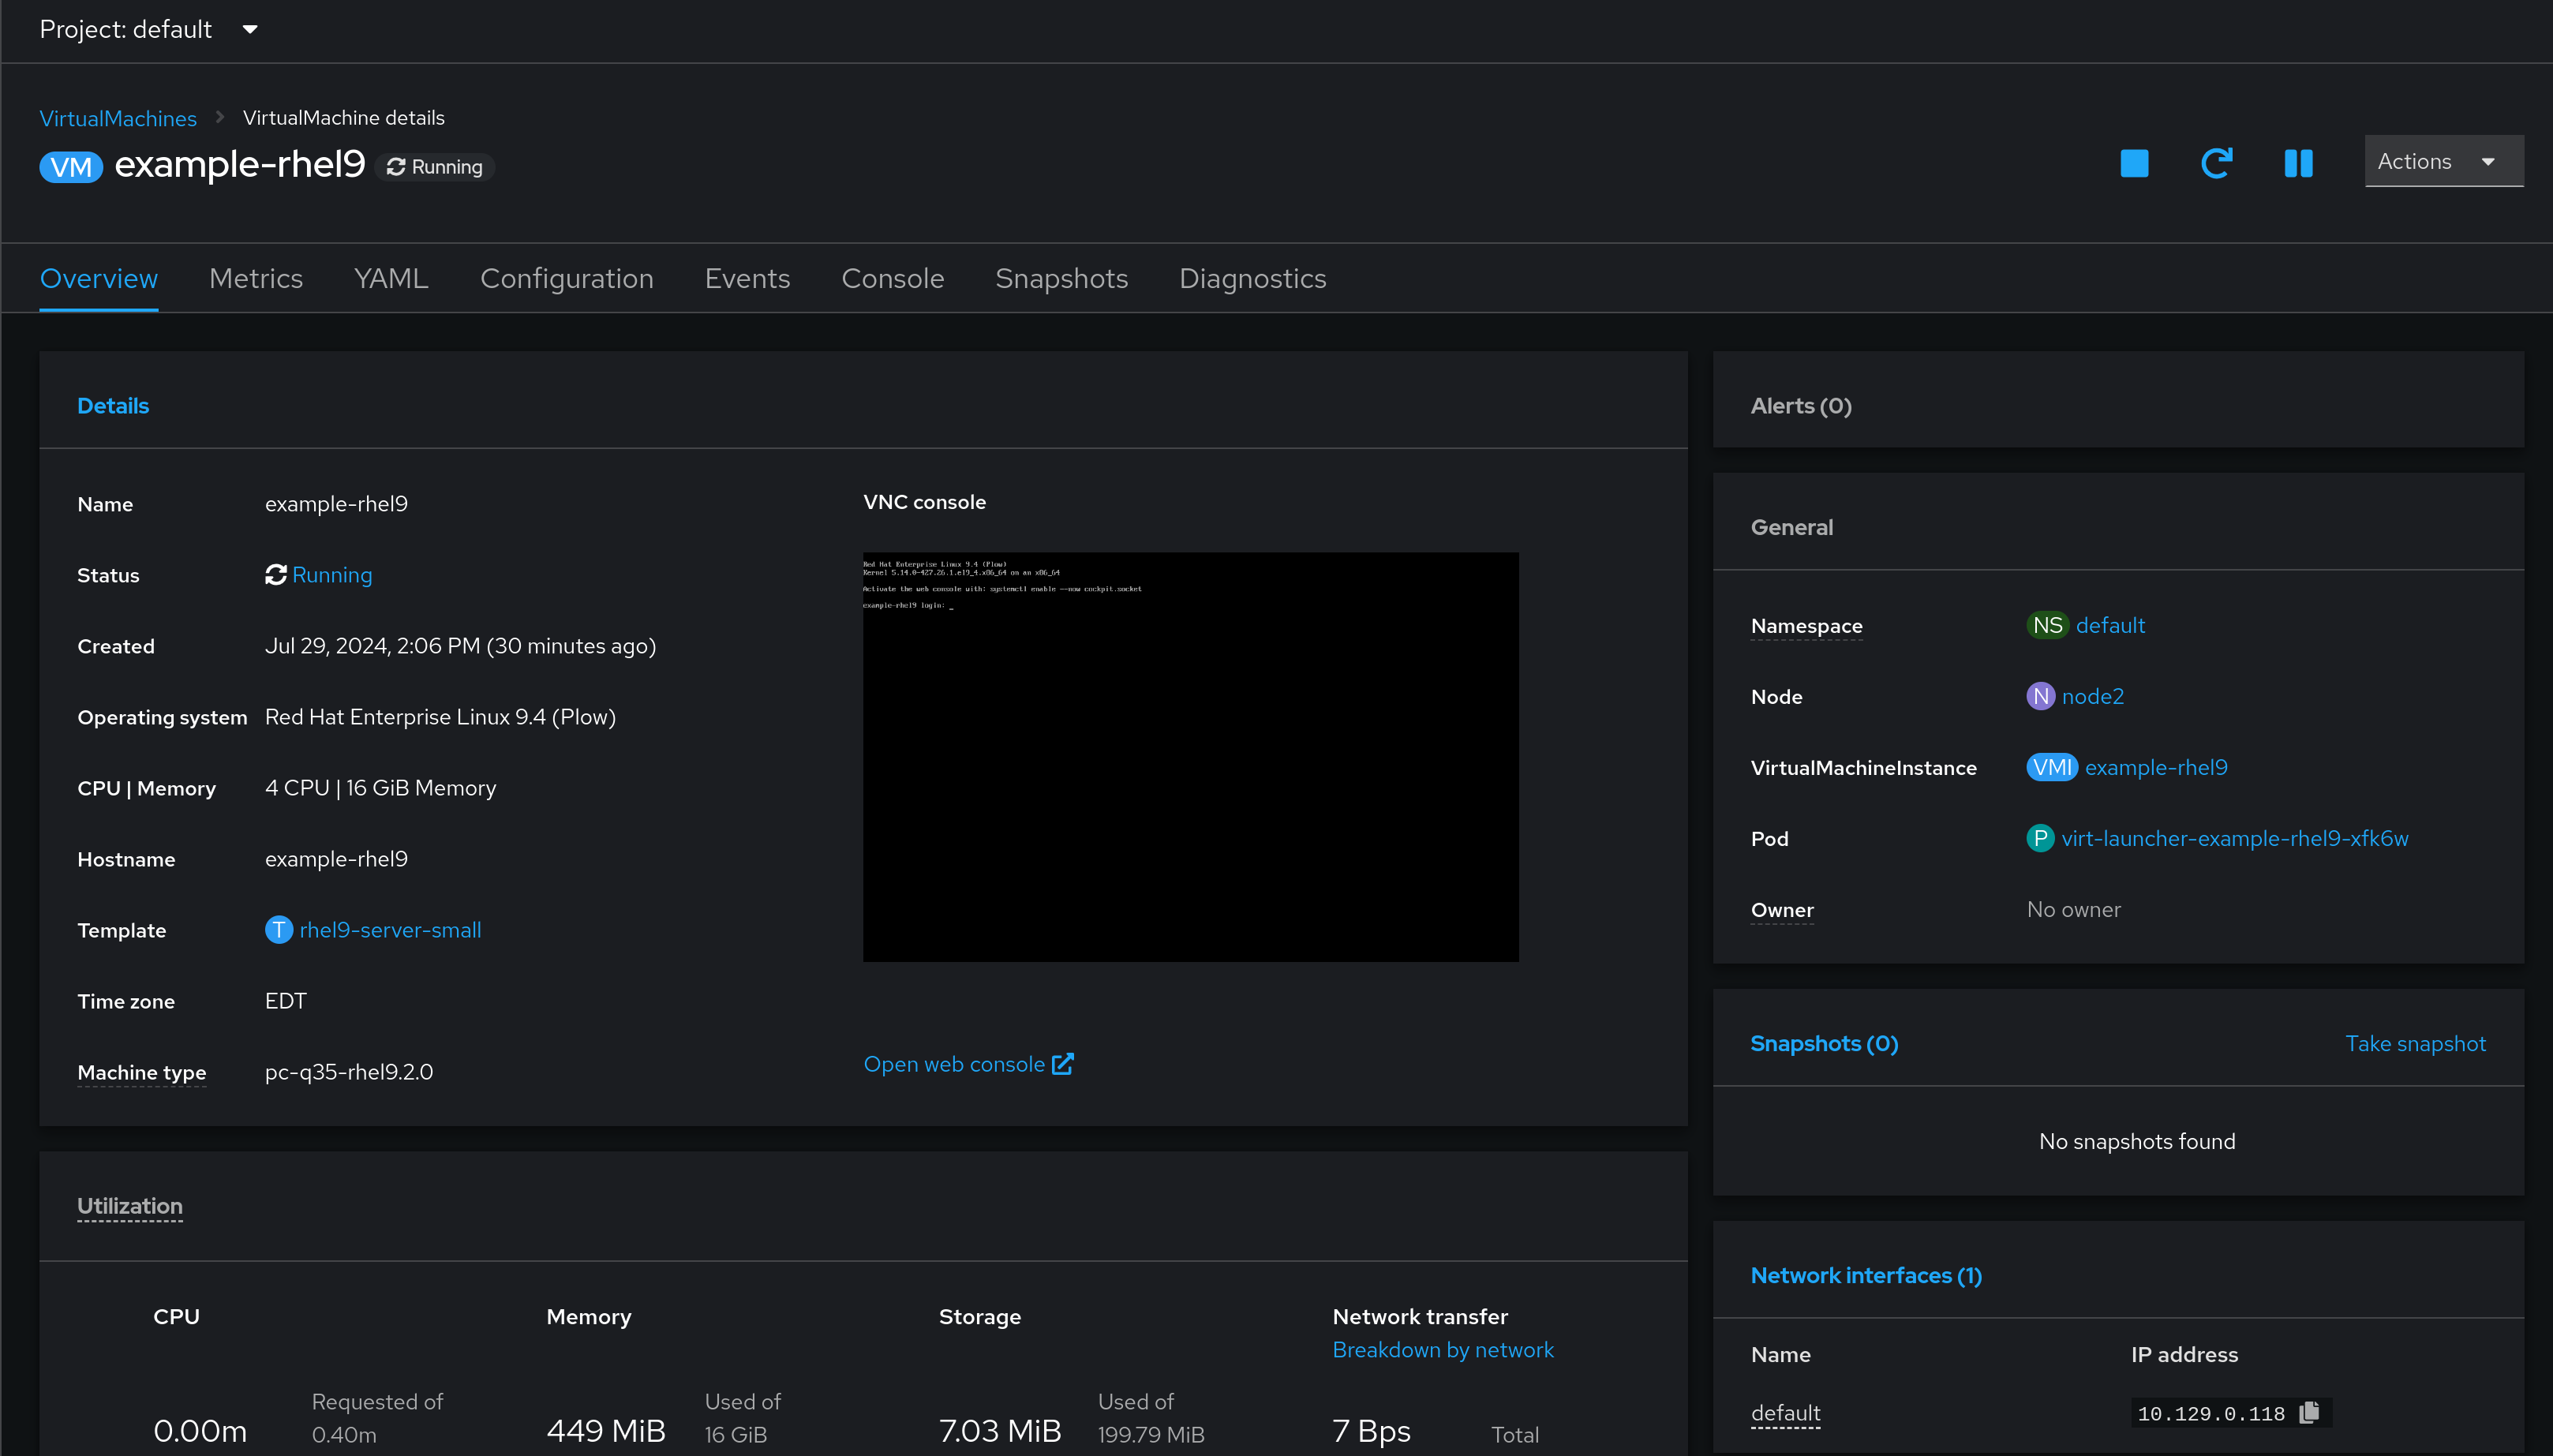 Project: default
VirtualMachines > VirtualMachine details
VM example-rhel9 Running
Actions
Overview Metrics YAML Configuration Events Console Snapshots Diagnostics
Details
Name example-rhel9
Status Running
Created Jul 29, 2024, 2:06 PM (30 minutes ago)
Operating system Red Hat Enterprise Linux 9.4 (Plow)
CPU | Memory 4 CPU | 16 GiB Memory
Hostname example-rhel9
Template T rhel9-server-small
Time zone EDT
Machine type pc-q35-rhel9.2.0
VNC console
Red Hat Enterprise Linux 9.4 (Plow)
Kernel 5.14.0-427.26.1.el9_4.x86_64 on an x86_64
Activate the web console with: systemctl enable --now cockpit.socket
example-rhel9 login: _
Open web console
Utilization
CPU Memory Storage Network transfer
Breakdown by network
Requested of Used of Used of
0.00m 0.40m 449 MiB 16 GiB 7.03 MiB 199.79 MiB 7 Bps Total
Alerts (0)
General
Namespace NS default
Node N node2
VirtualMachineInstance VMI example-rhel9
Pod P virt-launcher-example-rhel9-xfk6w
Owner No owner
Snapshots (0) Take snapshot
No snapshots found
Network interfaces (1)
Name IP address
default 10.129.0.118